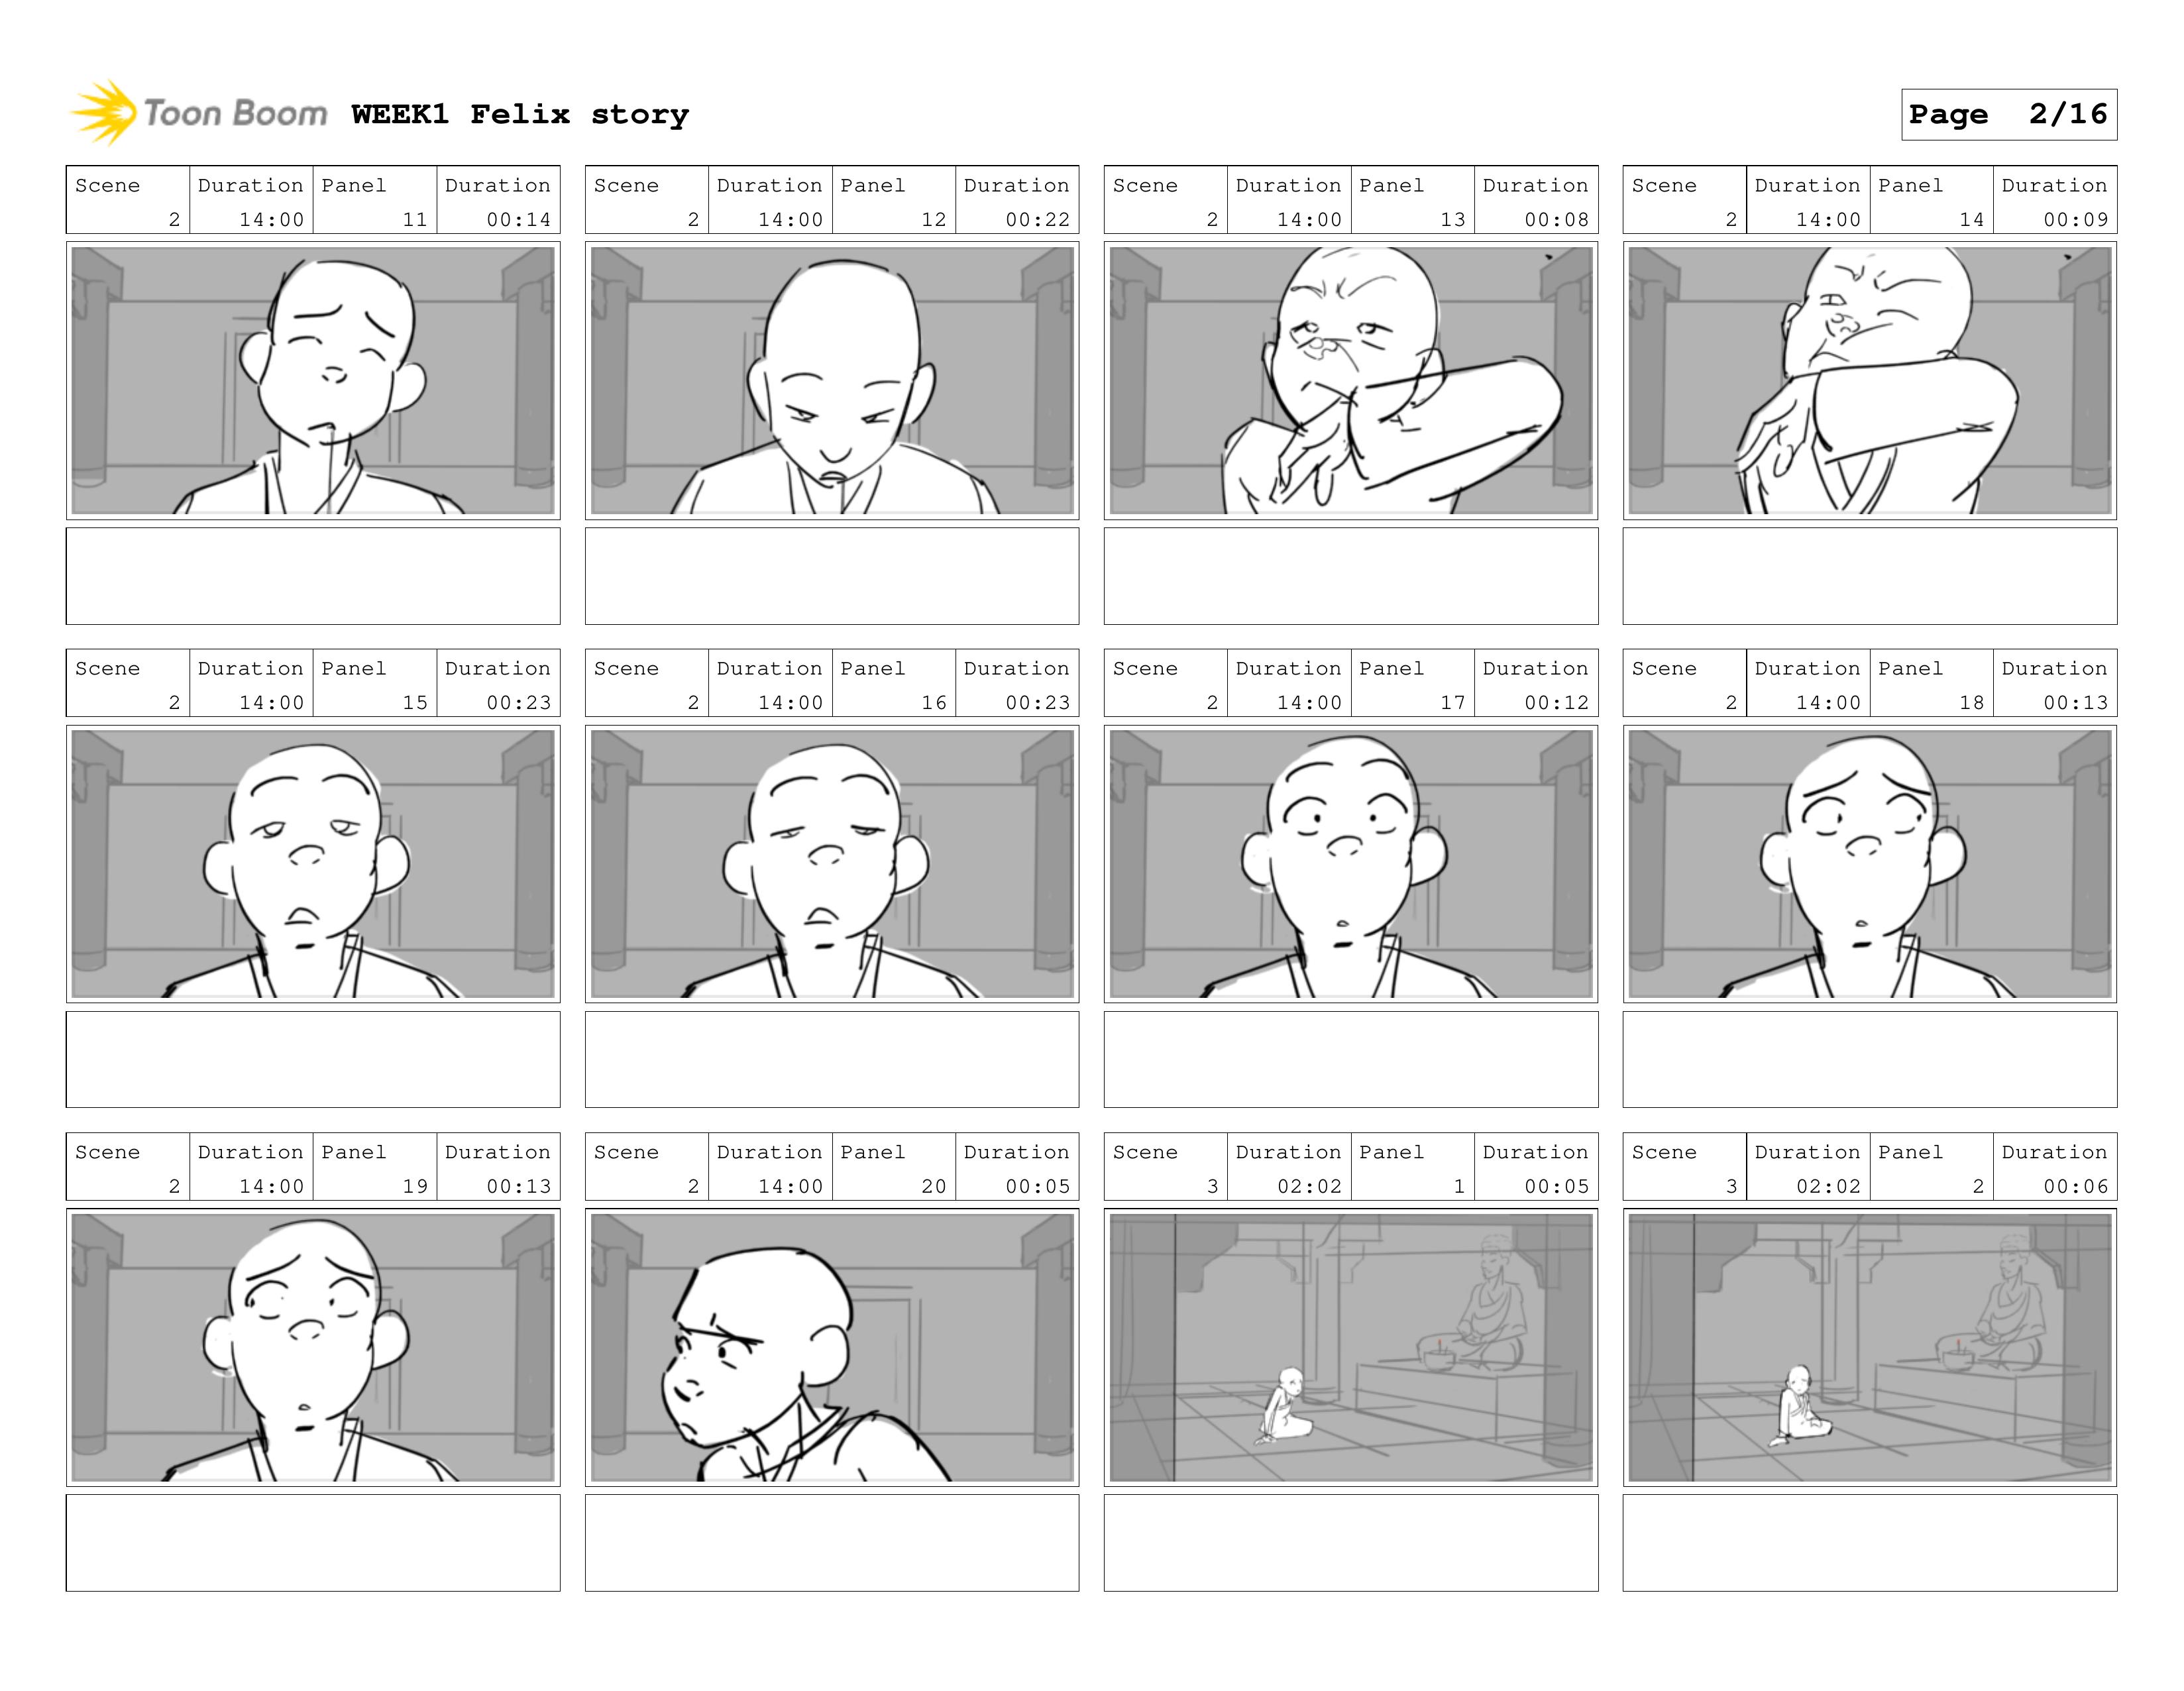 Toon Boom WEEK1 Felix story Page 2/16
Scene Duration Panel Duration Scene Duration Panel Duration Scene Duration Panel Duration Scene Duration Panel Duration
2 14:00 11 00:14 2 14:00 12 00:22 2 14:00 13 00:08 2 14:00 14 00:09
Scene Duration Panel Duration Scene Duration Panel Duration Scene Duration Panel Duration Scene Duration Panel Duration
2 14:00 15 00:23 2 14:00 16 00:23 2 14:00 17 00:12 2 14:00 18 00:13
Scene Duration Panel Duration Scene Duration Panel Duration Scene Duration Panel Duration Scene Duration Panel Duration
2 14:00 19 00:13 2 14:00 20 00:05 3 02:02 1 00:05 3 02:02 2 00:06